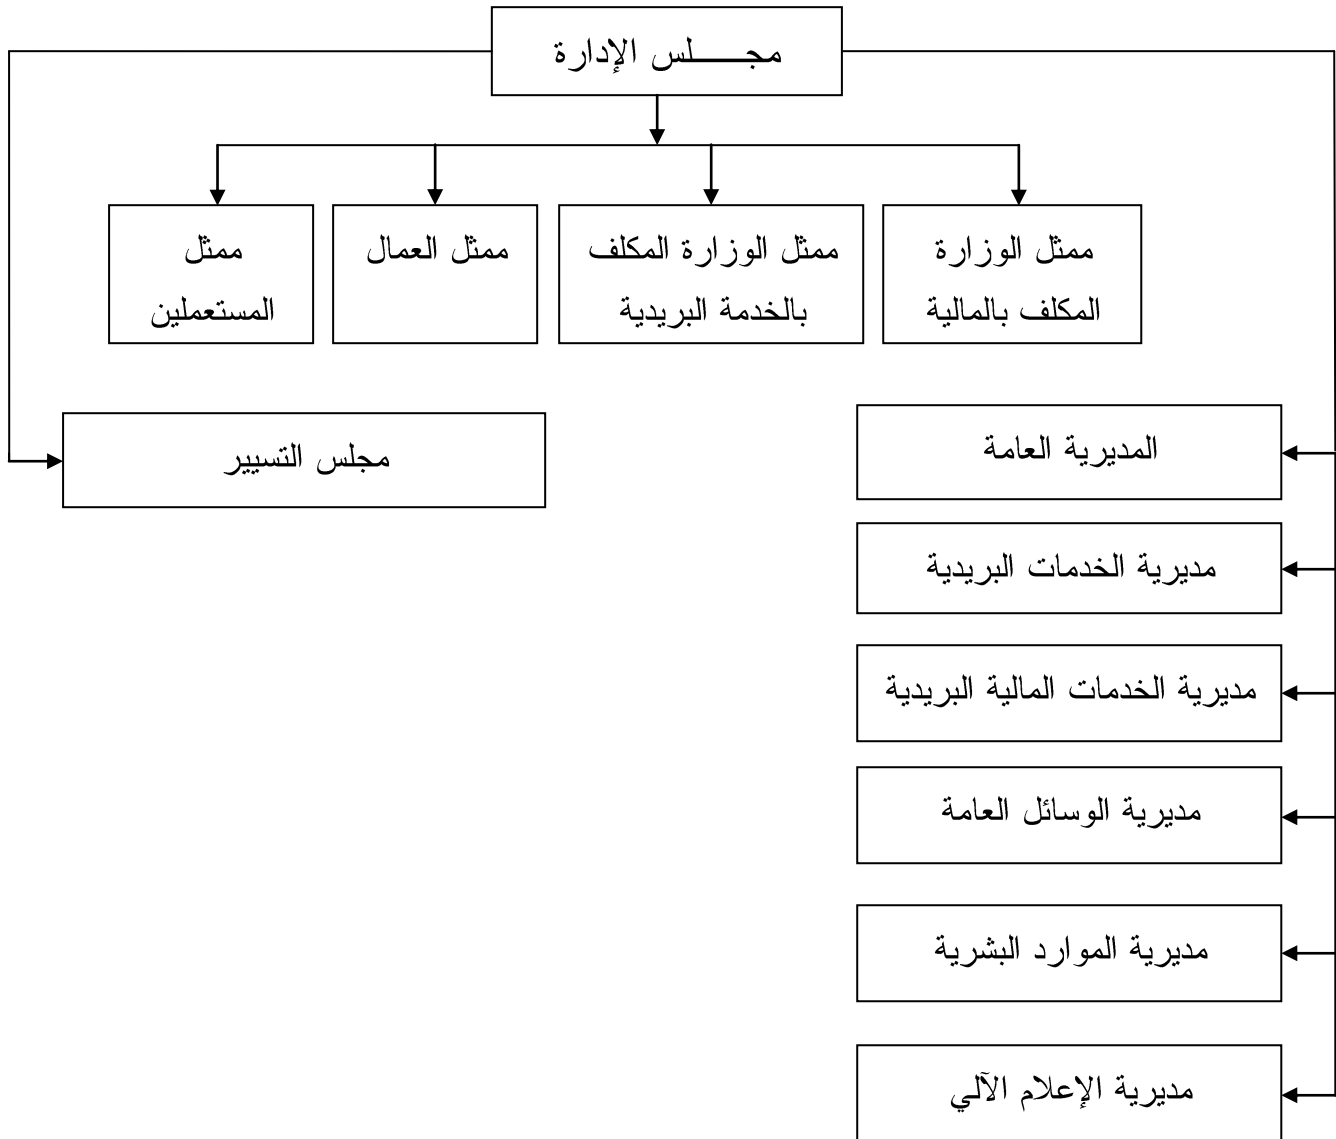 مجـــــلس الإدارة
ممثل الوزارة
المكلف بالمالية
ممثل الوزارة المكلف
بالخدمة البريدية
ممثل العمال
ممثل
المستعملين
المديرية العامة
مجلس التسيير
مديرية الخدمات البريدية
مديرية الخدمات المالية البريدية
مديرية الوسائل العامة
مديرية الموارد البشرية
مديرية الإعلام الآلي